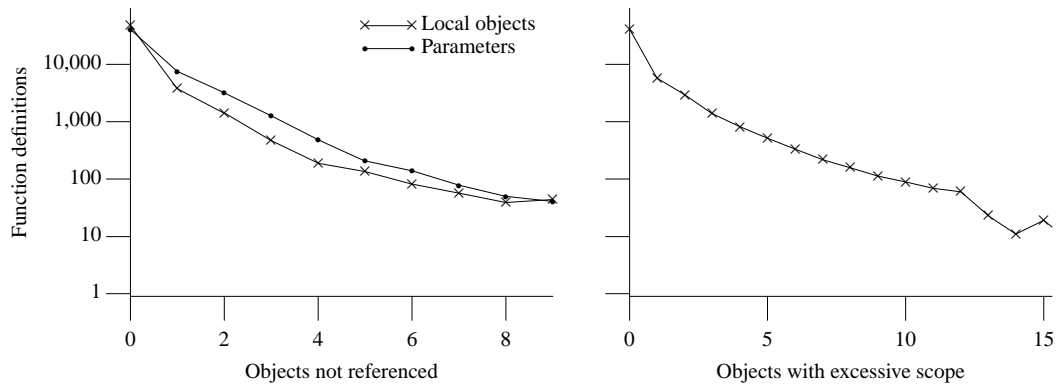 Local objects
Parameters
10,000
1,000
100
10
1
Function definitions
0 2 4 6 8
Objects not referenced
0 5 10 15
Objects with excessive scope